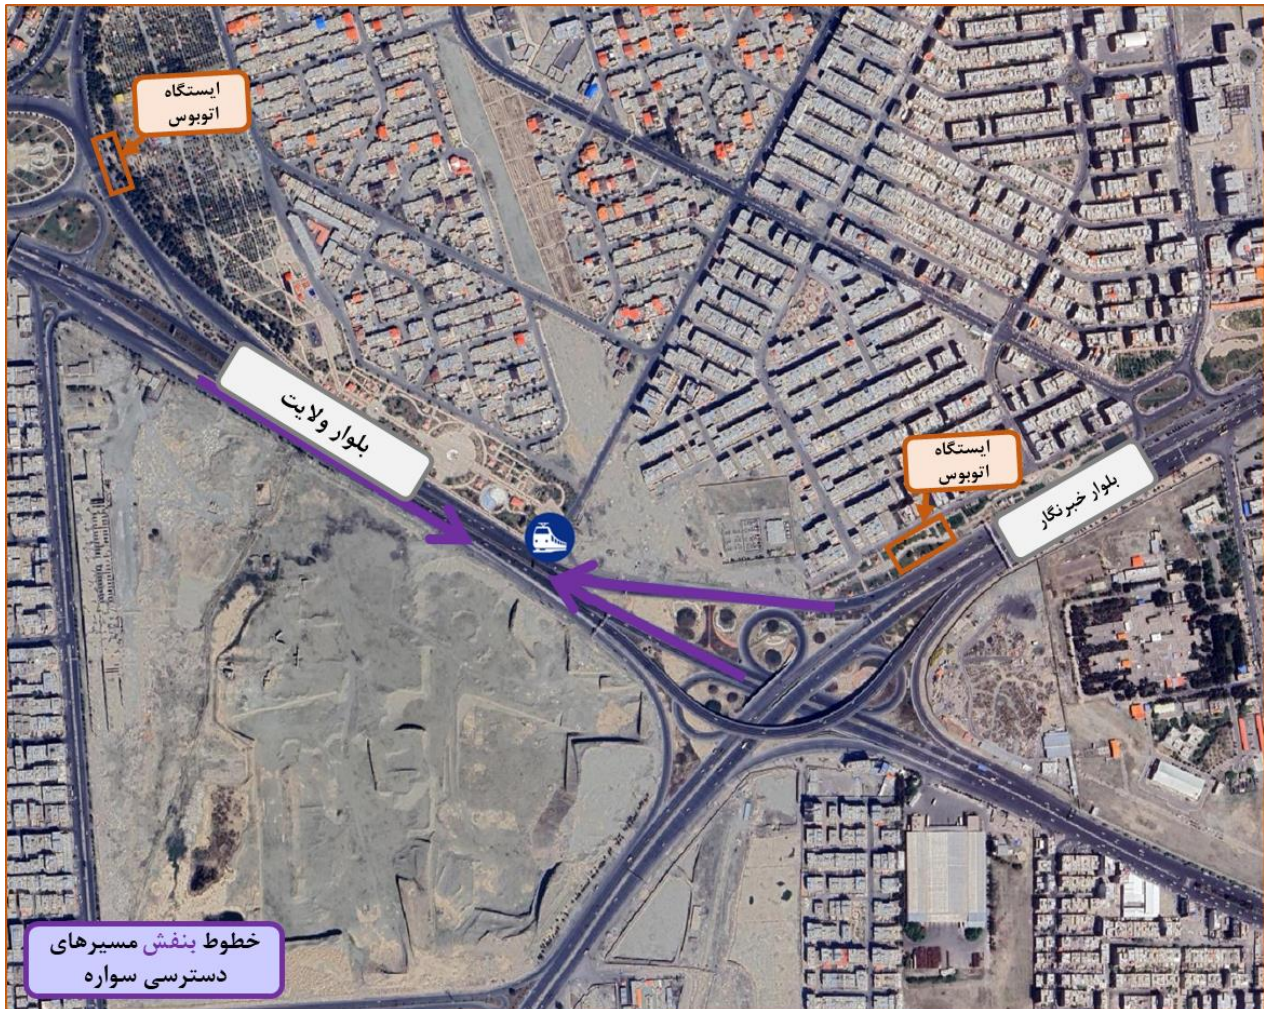 ایستگاه
اتوبوس
بلوار ولایت
ایستگاه
اتوبوس
بلوار خبرنگار
خطوط بنفش مسیرهای
دسترسی سواره